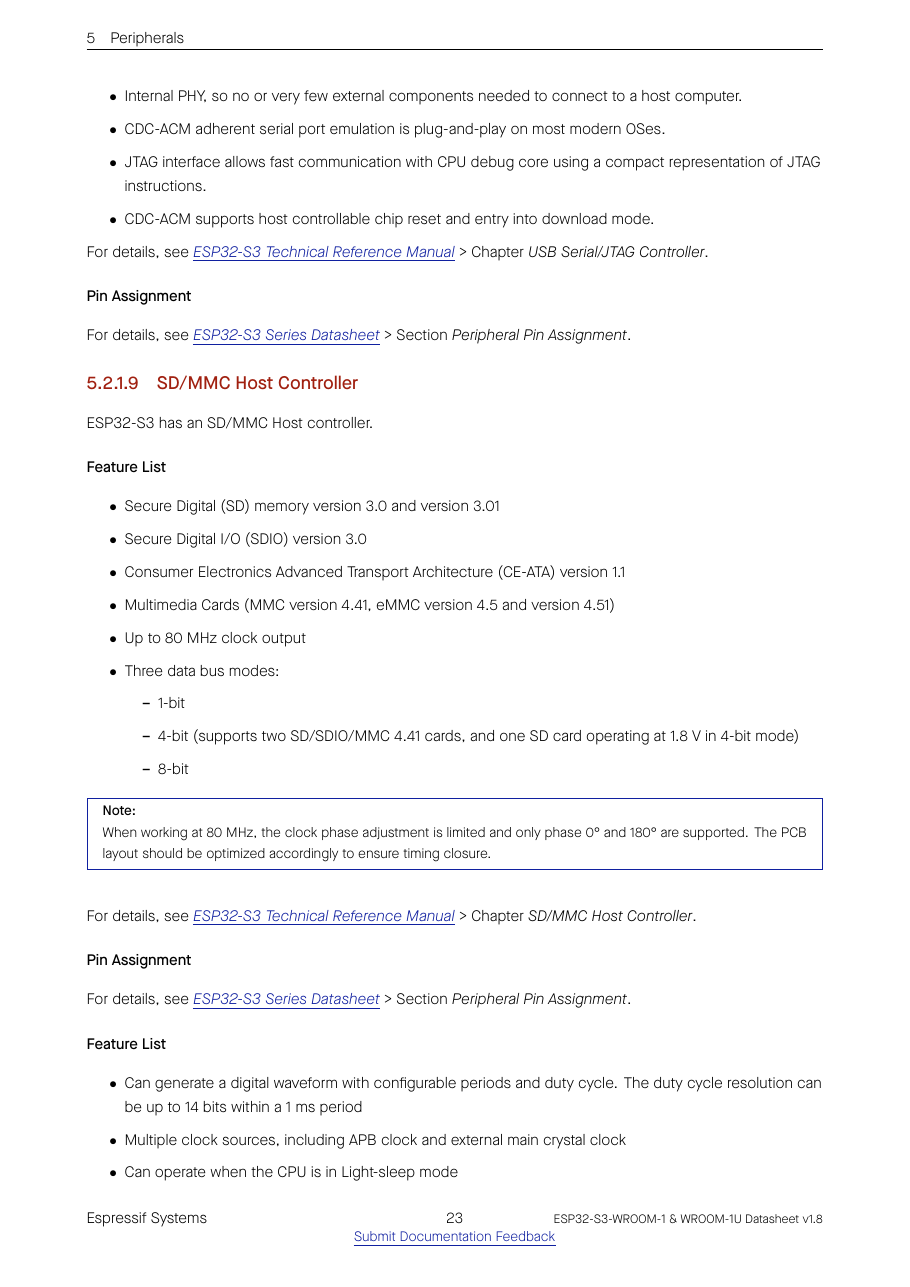 5 Peripherals
• Internal PHY, so no or very few external components needed to connect to a host computer.
• CDC-ACM adherent serial port emulation is plug-and-play on most modern OSes.
• JTAG interface allows fast communication with CPU debug core using a compact representation of JTAG
instructions.
• CDC-ACM supports host controllable chip reset and entry into download mode.
For details, see ESP32-S3 Technical Reference Manual > Chapter USB Serial/JTAG Controller.
Pin Assignment
For details, see ESP32-S3 Series Datasheet > Section Peripheral Pin Assignment.
5.2.1.9 SD/MMC Host Controller
ESP32-S3 has an SD/MMC Host controller.
Feature List
• Secure Digital (SD) memory version 3.0 and version 3.01
• Secure Digital I/O (SDIO) version 3.0
• Consumer Electronics Advanced Transport Architecture (CE-ATA) version 1.1
• Multimedia Cards (MMC version 4.41, eMMC version 4.5 and version 4.51)
• Up to 80 MHz clock output
• Three data bus modes:
– 1-bit
– 4-bit (supports two SD/SDIO/MMC 4.41 cards, and one SD card operating at 1.8 V in 4-bit mode)
– 8-bit
Note:
When working at 80 MHz, the clock phase adjustment is limited and only phase 0° and 180° are supported. The PCB
layout should be optimized accordingly to ensure timing closure.
For details, see ESP32-S3 Technical Reference Manual > Chapter SD/MMC Host Controller.
Pin Assignment
For details, see ESP32-S3 Series Datasheet > Section Peripheral Pin Assignment.
Feature List
• Can generate a digital waveform with configurable periods and duty cycle. The duty cycle resolution can
be up to 14 bits within a 1 ms period
• Multiple clock sources, including APB clock and external main crystal clock
• Can operate when the CPU is in Light-sleep mode
Espressif Systems 23 ESP32-S3-WROOM-1 & WROOM-1U Datasheet v1.8
Submit Documentation Feedback